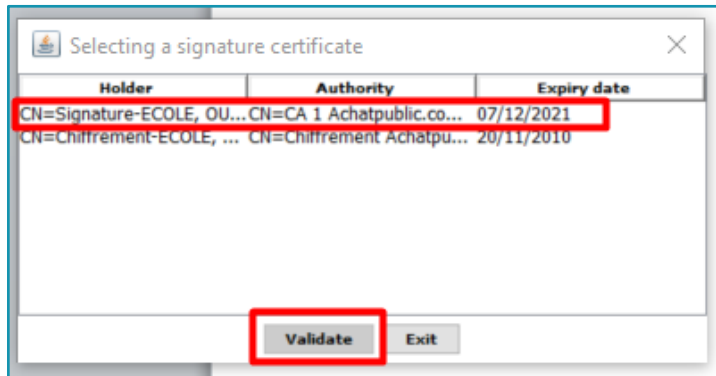 Selecting a signature certificate
Holder Authority Expiry date
CN=Signature-ECOLE, OU... CN=CA 1 Achatpublic.co... 07/12/2021
CN=Chiffrement-ECOLE, ... CN=Chiffrement Achatpu... 20/11/2010
Validate Exit